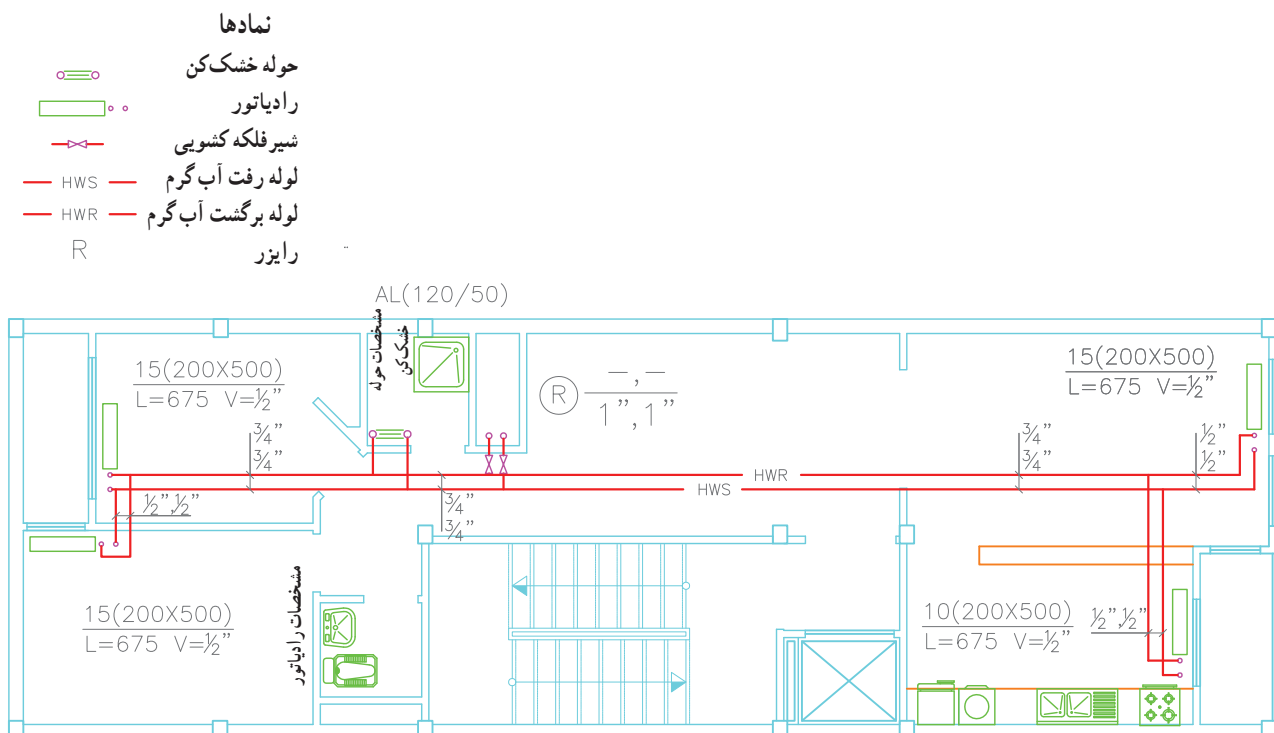 نمادها
حوله خشک‌کن
رادیاتور
شیر فلکه کشویی
HWS لوله رفت آب گرم
HWR لوله برگشت آب گرم
R رایزر
AL(120/50)
مشخصات حوله
خشک‌کن
15(200X500)
L=675 V=½"
R
–,–
1",1"
15(200X500)
L=675 V=½"
¾"
¾"
¾"
¾"
½"
½"
HWR
HWS
½",½"
¾"
¾"
مشخصات رادیاتور
15(200X500)
L=675 V=½"
10(200X500)
L=675 V=½"
½",½"